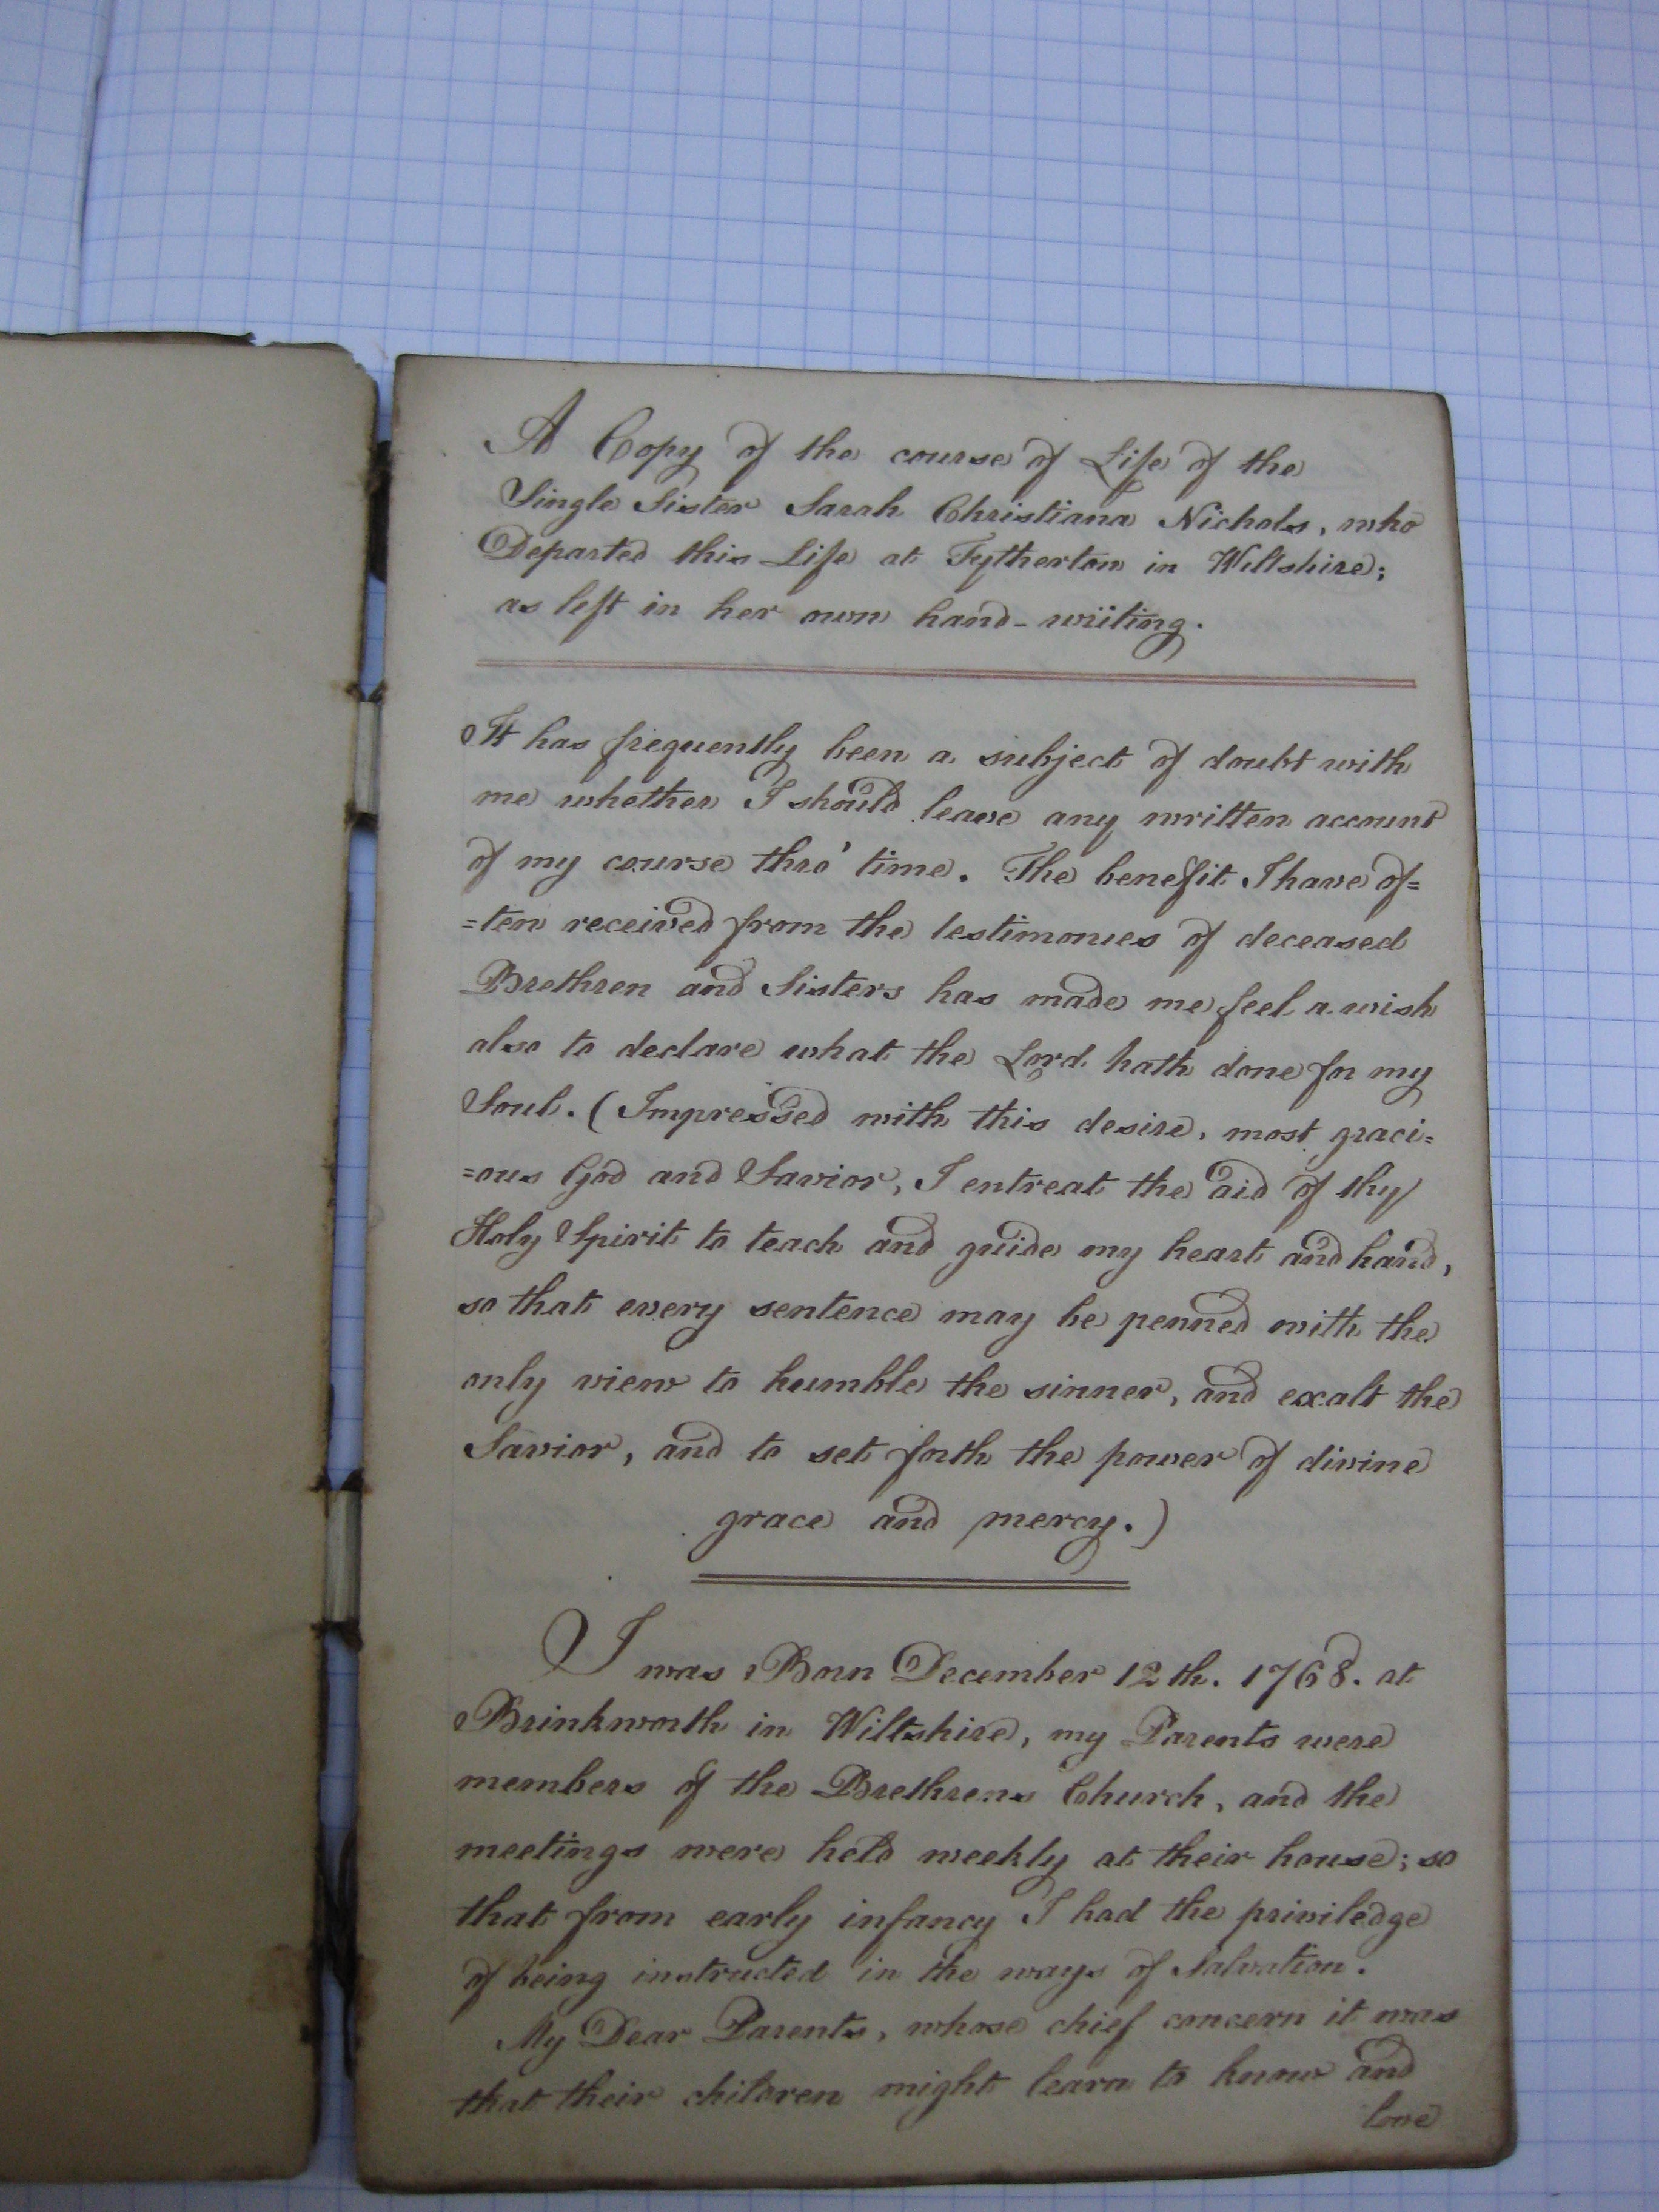 A Copy of the course of Life of the
Single Sister Sarah Christiana Nichols, who
Departed this Life at Tytherton in Wiltshire;
as left in her own hand-writing.
It has frequently been a subject of doubt with
me whether I should leave any written account
of my course thro' time. The benefit I have of=
=ten received from the testimonies of deceased
Brethren and Sisters has made me feel a wish
also to declare what the Lord hath done for my
Soul. (Impressed with this desire, most graci=
=ous God and Savior, I entreat the aid of thy
Holy Spirit to teach and guide my heart and hand,
so that every sentence may be penned with the
only view to humble the sinner, and exalt the
Savior, and to set forth the power of divine
grace and mercy.)
I was Born December 12th. 1768. at
Brinkworth in Wiltshire, my Parents were
members of the Brethrens Church, and the
meetings were held weekly at their house; so
that from early infancy I had the priviledge
of being instructed in the ways of Salvation.
My Dear Parents, whose chief concern it was
that their children might learn to know and
love